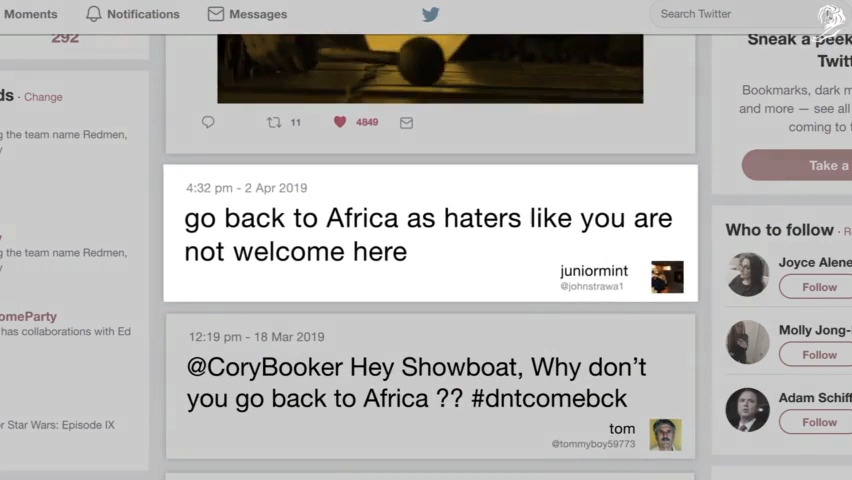 Moments
Notifications
Messages
Search Twitter
292
Sneak a peek
Twitt
ds · Change
Bookmarks, dark m
and more — see all
coming to t
Take a
g the team name Redmen,
y
11
4849
4:32 pm - 2 Apr 2019
go back to Africa as haters like you are
not welcome here
juniormint
@johnstrawa1
y
g the team name Redmen,
y
Who to follow · R
Joyce Alene
Follow
omeParty
has collaborations with Ed
12:19 pm - 18 Mar 2019
@CoryBooker Hey Showboat, Why don't
you go back to Africa ?? #dntcomebck
tom
@tommyboy59773
Molly Jong-
Follow
Adam Schiff
Follow
r Star Wars: Episode IX